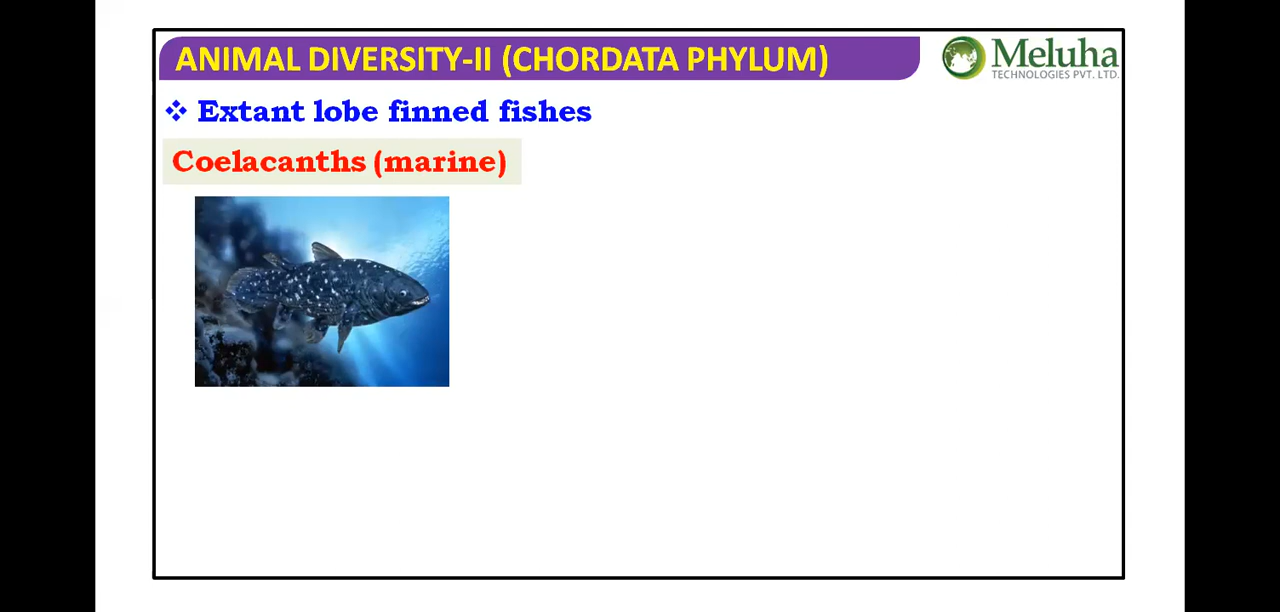 ANIMAL DIVERSITY-II (CHORDATA PHYLUM)
Meluha
TECHNOLOGIES PVT. LTD.
❖ Extant lobe finned fishes
Coelacanths (marine)